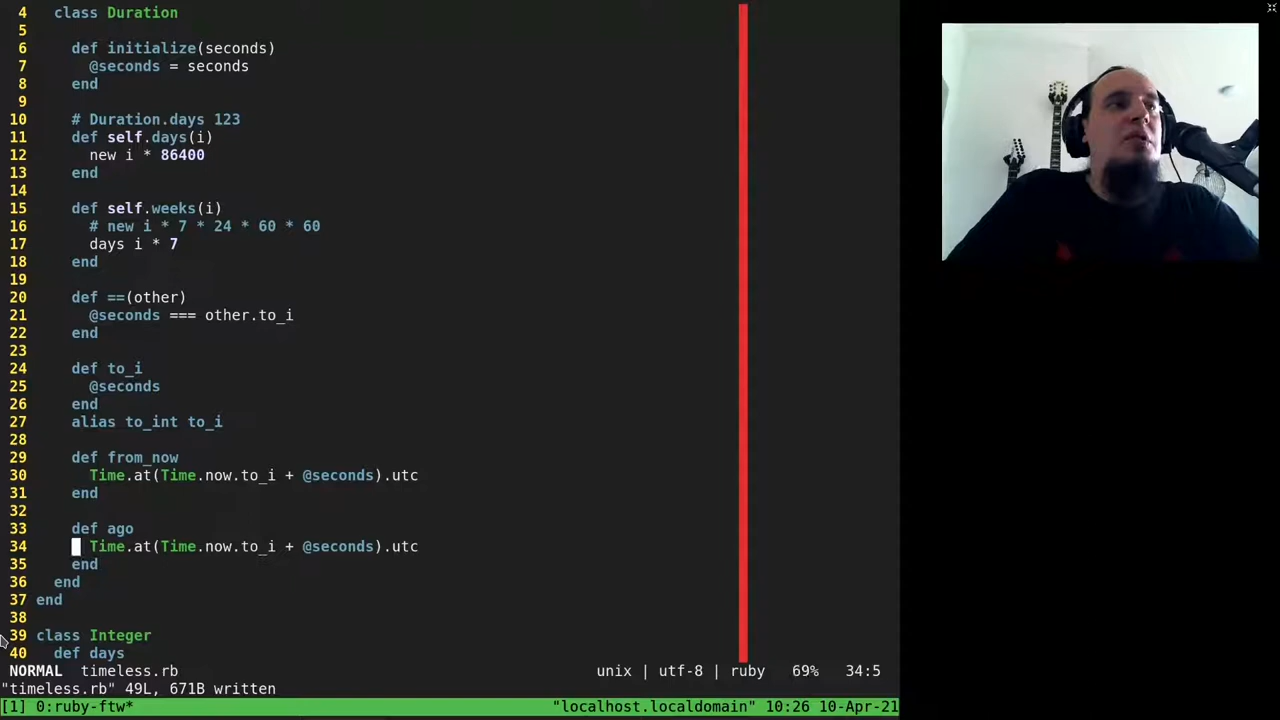 4   class Duration
5
6     def initialize(seconds)
7       @seconds = seconds
8     end
9
10     # Duration.days 123
11     def self.days(i)
12       new i * 86400
13     end
14
15     def self.weeks(i)
16       # new i * 7 * 24 * 60 * 60
17       days i * 7
18     end
19
20     def ==(other)
21       @seconds === other.to_i
22     end
23
24     def to_i
25       @seconds
26     end
27     alias to_int to_i
28
29     def from_now
30       Time.at(Time.now.to_i + @seconds).utc
31     end
32
33     def ago
34       Time.at(Time.now.to_i + @seconds).utc
35     end
36   end
37 end
38
39 class Integer
40   def days
NORMAL timeless.rb unix | utf-8 | ruby 69% 34:5
"timeless.rb" 49L, 671B written
[1] 0:ruby-ftw* "localhost.localdomain" 10:26 10-Apr-21